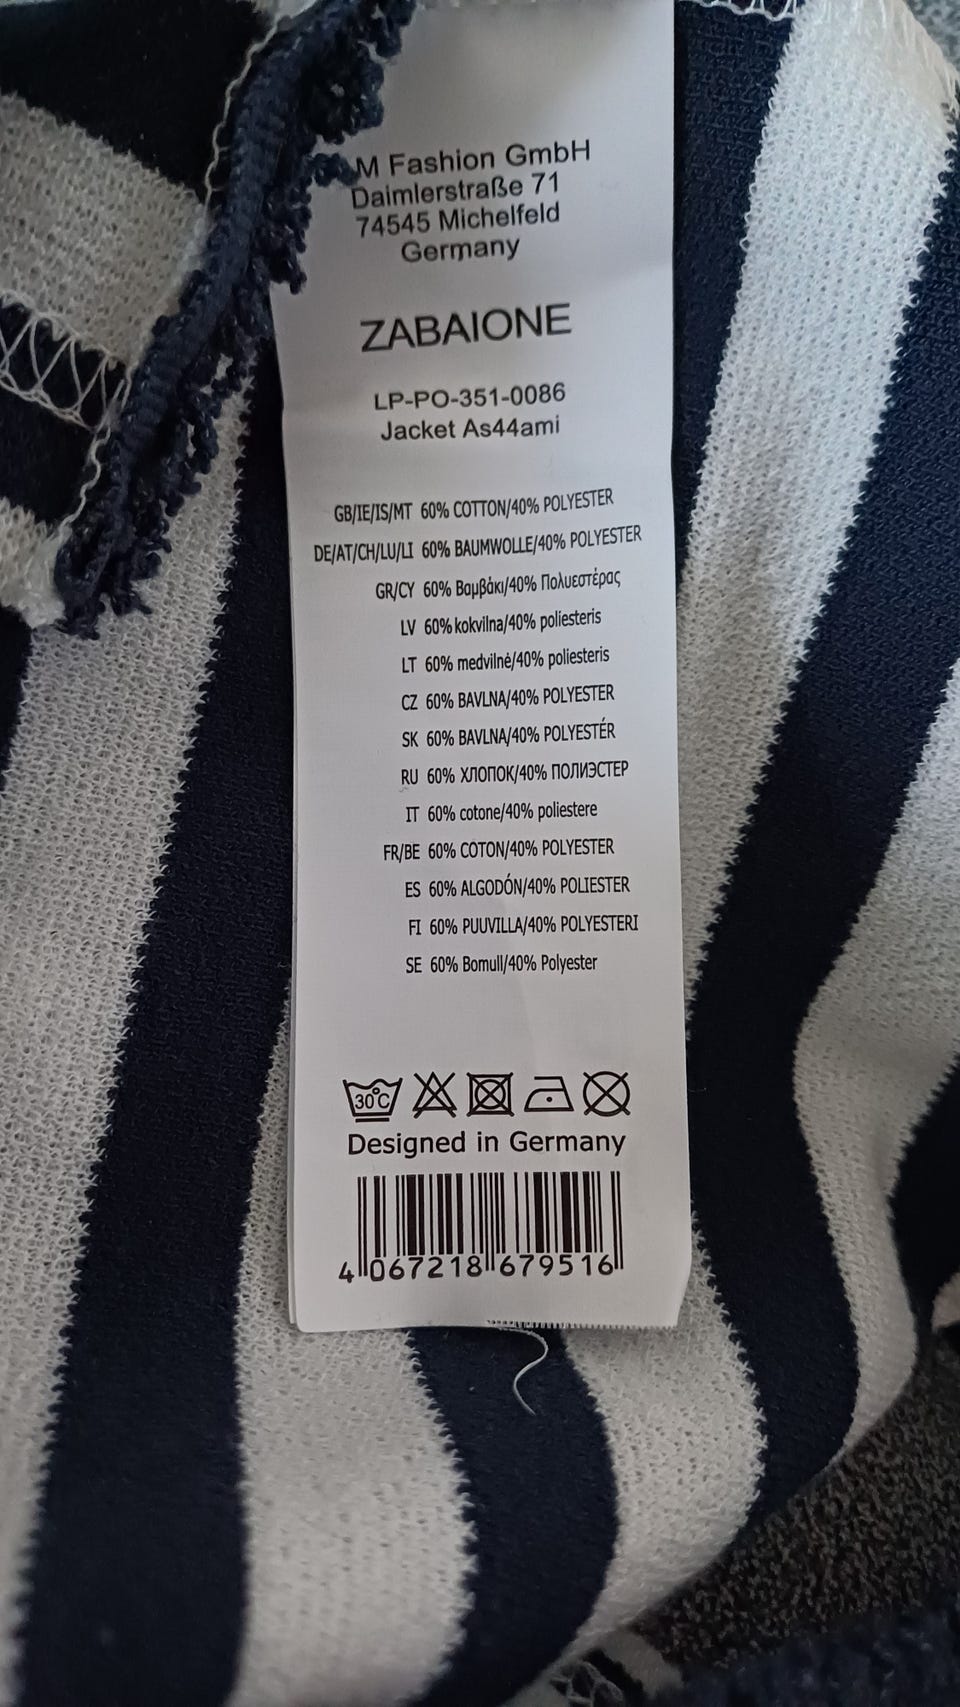 M Fashion GmbH
Daimlerstraße 71
74545 Michelfeld
Germany
ZABAIONE
LP-PO-351-0086
Jacket As44ami
GB/IE/IS/MT 60% COTTON/40% POLYESTER
DE/AT/CH/LU/LI 60% BAUMWOLLE/40% POLYESTER
GR/CY 60% Βαμβάκι/40% Πολυεστέρας
LV 60% kokvilna/40% poliesteris
LT 60% medvilnė/40% poliesteris
CZ 60% BAVLNA/40% POLYESTER
SK 60% BAVLNA/40% POLYESTÉR
RU 60% ХЛОПОК/40% ПОЛИЭСТЕР
IT 60% cotone/40% poliestere
FR/BE 60% COTON/40% POLYESTER
ES 60% ALGODÓN/40% POLIESTER
FI 60% PUUVILLA/40% POLYESTERI
SE 60% Bomull/40% Polyester
30°C
Designed in Germany
4 067218 679516